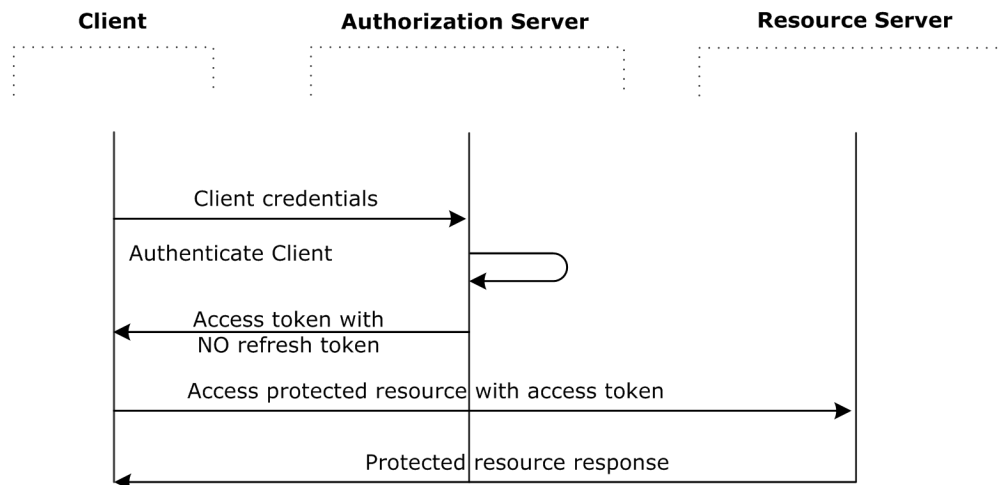 Client
Authorization Server
Resource Server
Client credentials
Authenticate Client
Access token with
NO refresh token
Access protected resource with access token
Protected resource response